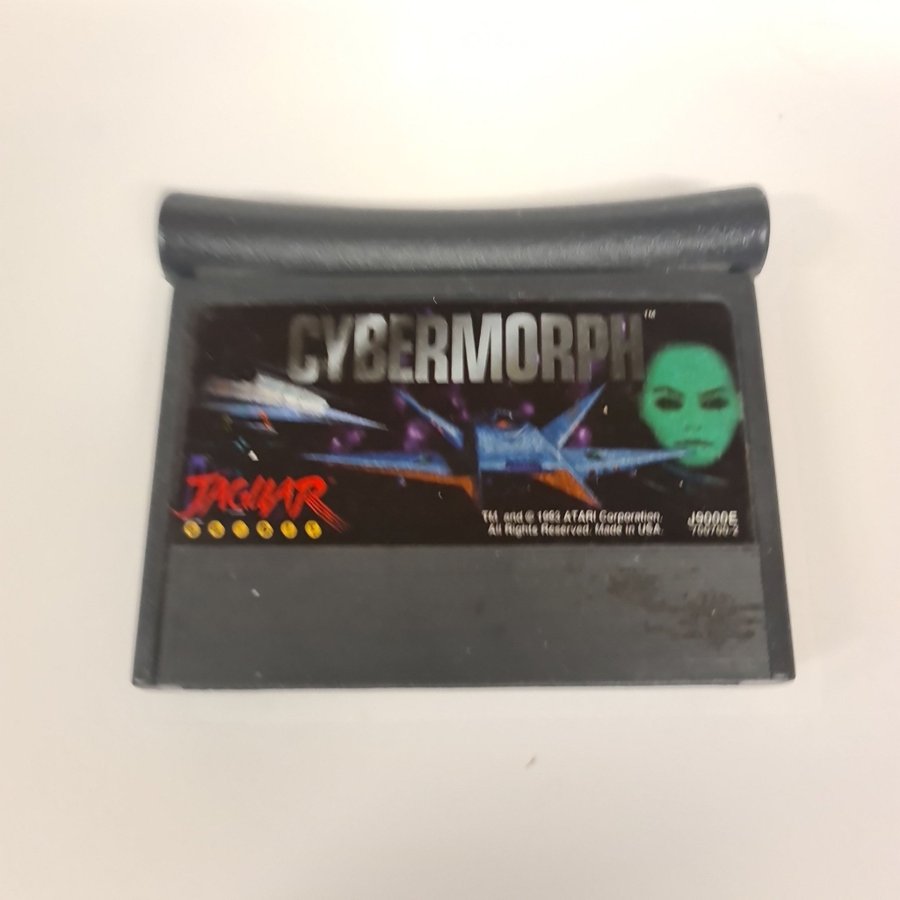 CYBERMORPH™
JAGUAR
TM. and © 1993 ATARI Corporation.
All Rights Reserved. Made in USA.
J9000E